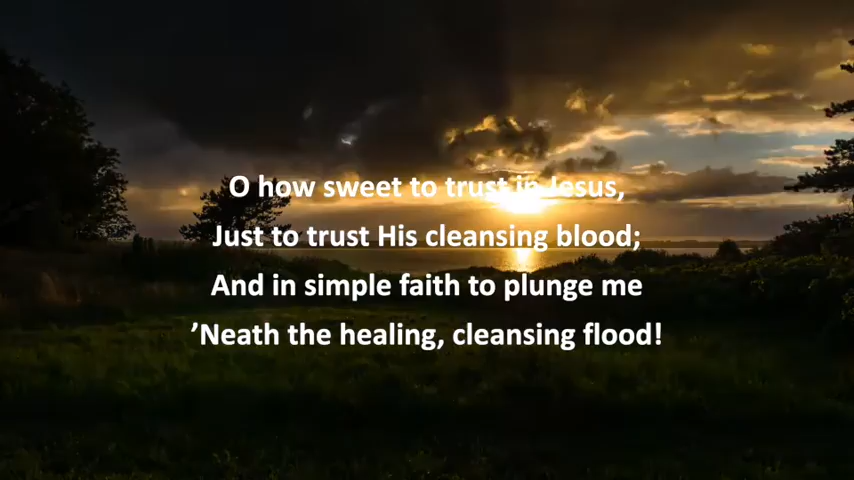 O how sweet to trust in Jesus,
Just to trust His cleansing blood;
And in simple faith to plunge me
’Neath the healing, cleansing flood!